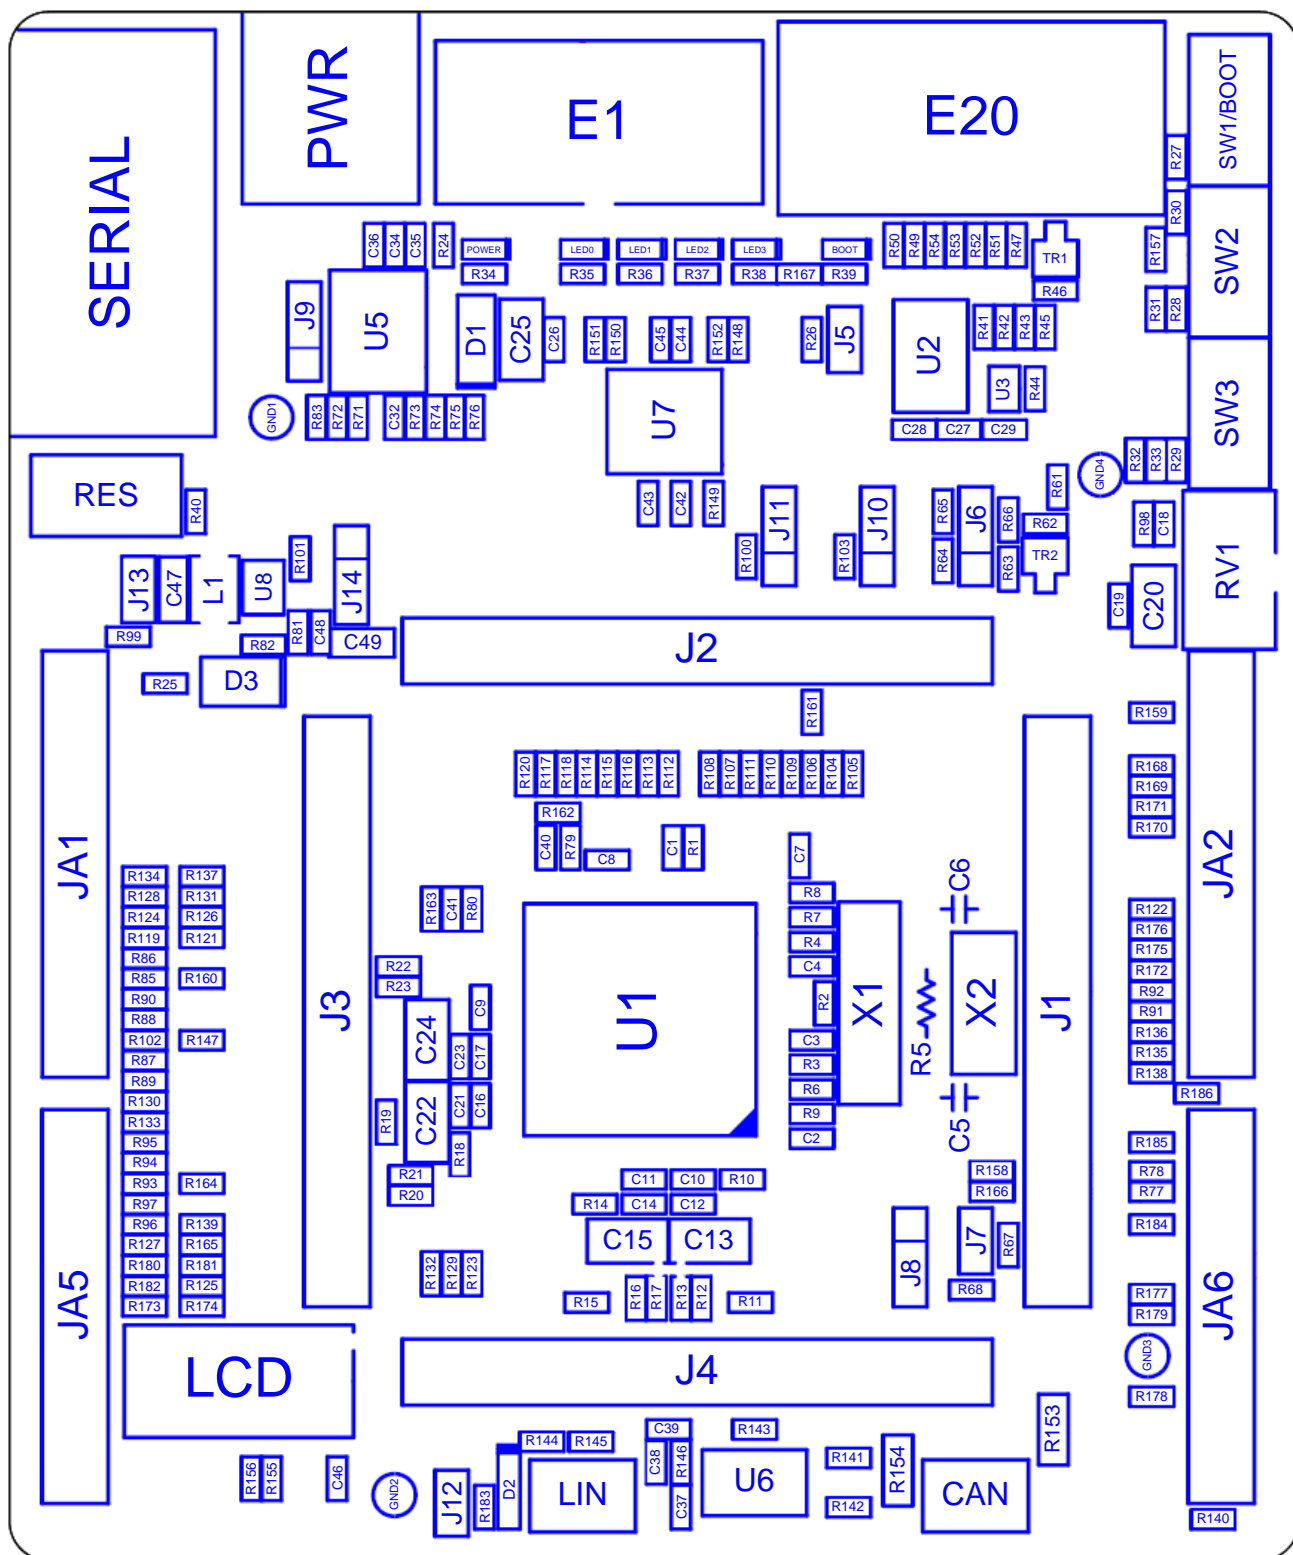 SERIAL
PWR
E1
E20
SW1/BOOT
R27
R30
R157
SW2
R31
R28
C36
C34
C35
R24
POWER
R34
LED0
LED1
LED2
LED3
BOOT
R35
R36
R37
R38
R167
R39
R50
R49
R54
R53
R52
R51
R47
TR1
R46
J9
U5
D1
C25
C26
R151
R150
C45
C44
R152
R148
R26
J5
U2
R41
R42
R43
R45
U3
R44
SW3
GND1
R83
R72
R71
C32
R73
R74
R75
R76
U7
C28
C27
C29
GND4
R32
R33
R29
RES
R40
C43
C42
R149
R100
J11
R103
J10
R65
R64
J6
R66
R63
R61
R62
TR2
R98
C18
RV1
C19
C20
J13
C47
L1
U8
R101
J14
R99
R82
R81
C48
C49
J2
R25
D3
R161
R159
JA1
J3
J1
JA2
R120
R117
R118
R114
R115
R116
R113
R112
R108
R107
R111
R110
R109
R106
R104
R105
R168
R169
R171
R170
R162
C40
R79
C8
C1
R1
C7
R134
R137
R128
R131
R124
R126
R119
R121
R86
R85
R160
R90
R88
R102
R147
R87
R89
R130
R133
R95
R94
R93
R164
R97
R96
R139
R127
R165
R180
R181
R182
R125
R173
R174
R163
C41
R80
R22
R23
C9
C24
C23
C17
C22
C21
C16
R19
R18
R21
R20
U1
R8
R7
R4
C4
R2
C3
R3
R6
R9
C2
X1
R5
C6
X2
C5
R122
R176
R175
R172
R92
R91
R136
R135
R138
R186
R185
R78
R77
R184
R158
R166
C11
C10
R10
R14
C14
C12
C15
C13
J8
J7
R67
R68
R132
R129
R123
R15
R16
R17
R13
R12
R11
R177
R179
GND3
R178
JA5
JA6
LCD
J4
R156
R155
C46
GND2
J12
R183
D2
R144
R145
LIN
C39
C38
R146
C37
R143
U6
R141
R142
R154
CAN
R153
R140